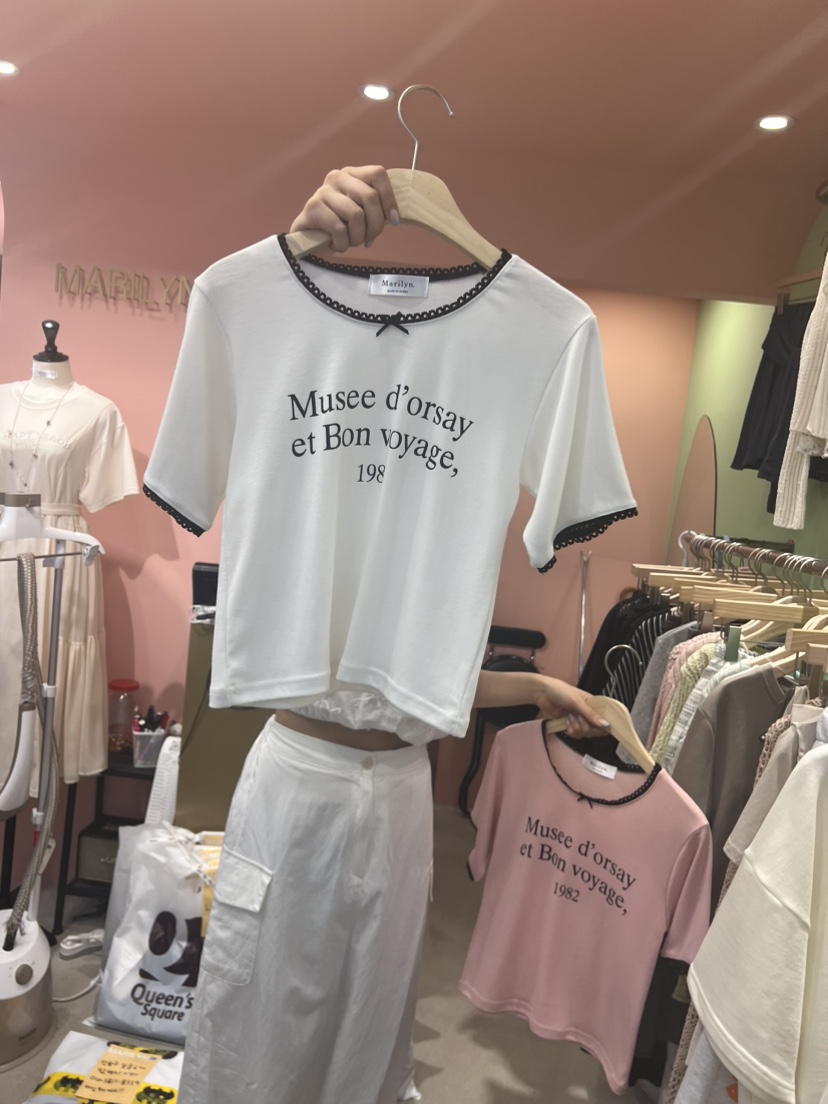 MARILYN
Marilyn.
Musee d'orsay
et Bon voyage,
198
Musee d'orsay
et Bon voyage,
1982
Queen's
Square